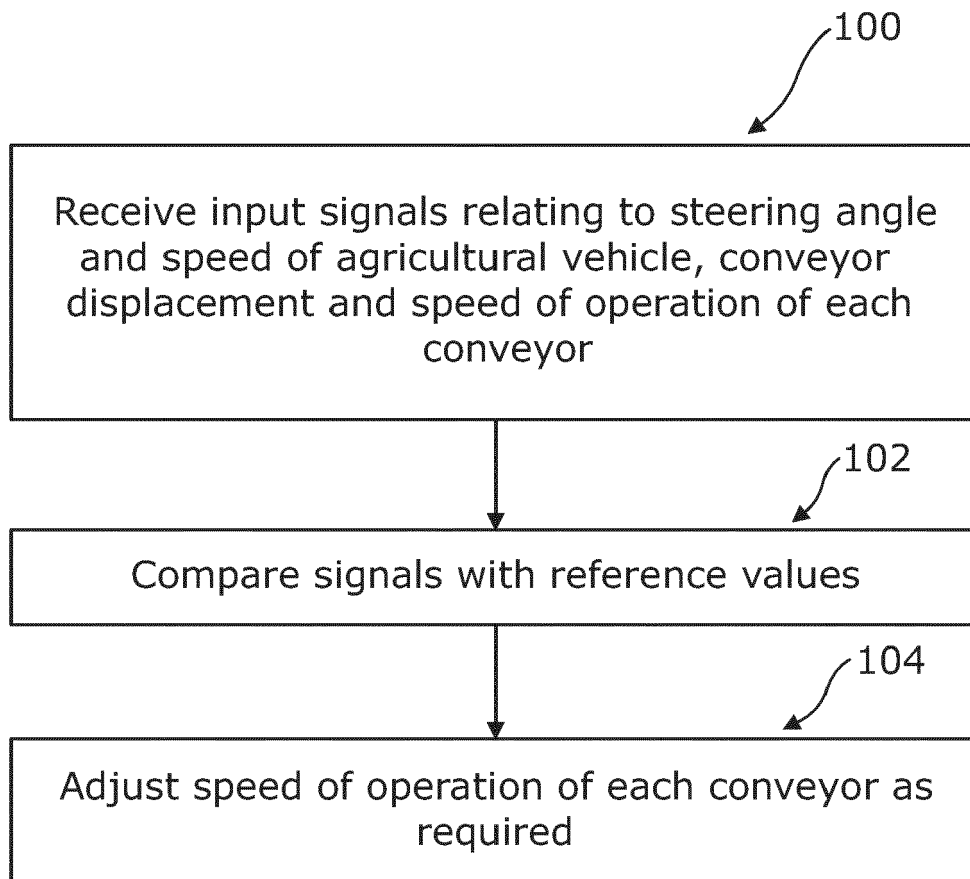 100
Receive input signals relating to steering angle
and speed of agricultural vehicle, conveyor
displacement and speed of operation of each
conveyor
102
Compare signals with reference values
104
Adjust speed of operation of each conveyor as
required